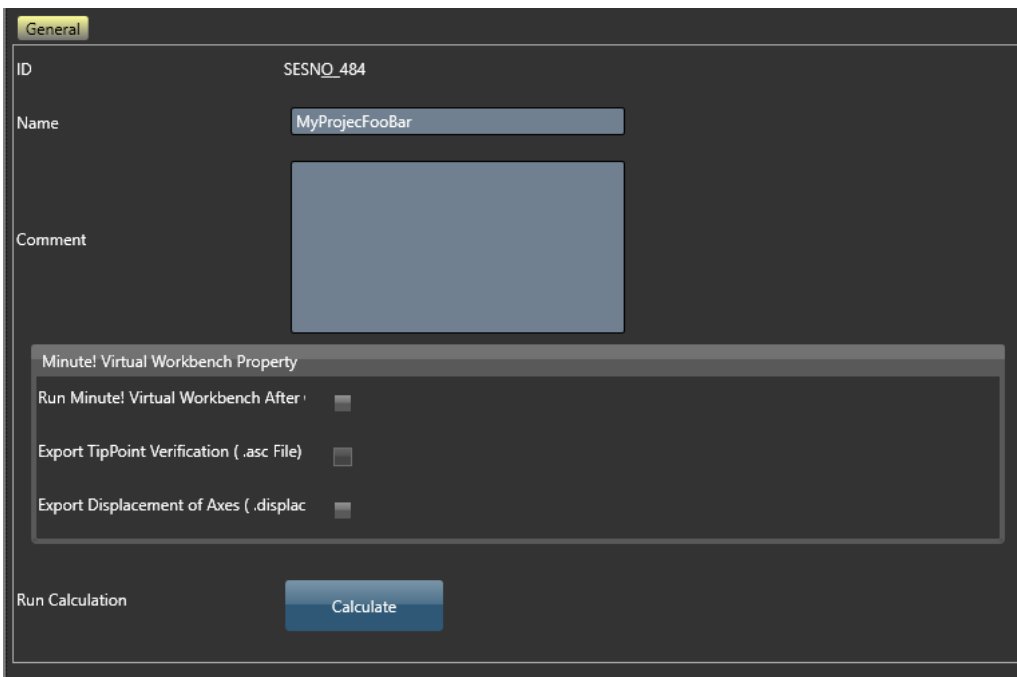 General
ID SESNO_484
Name MyProjecFooBar
Comment
Minute! Virtual Workbench Property
Run Minute! Virtual Workbench After
Export TipPoint Verification ( .asc File)
Export Displacement of Axes ( .displac
Run Calculation Calculate